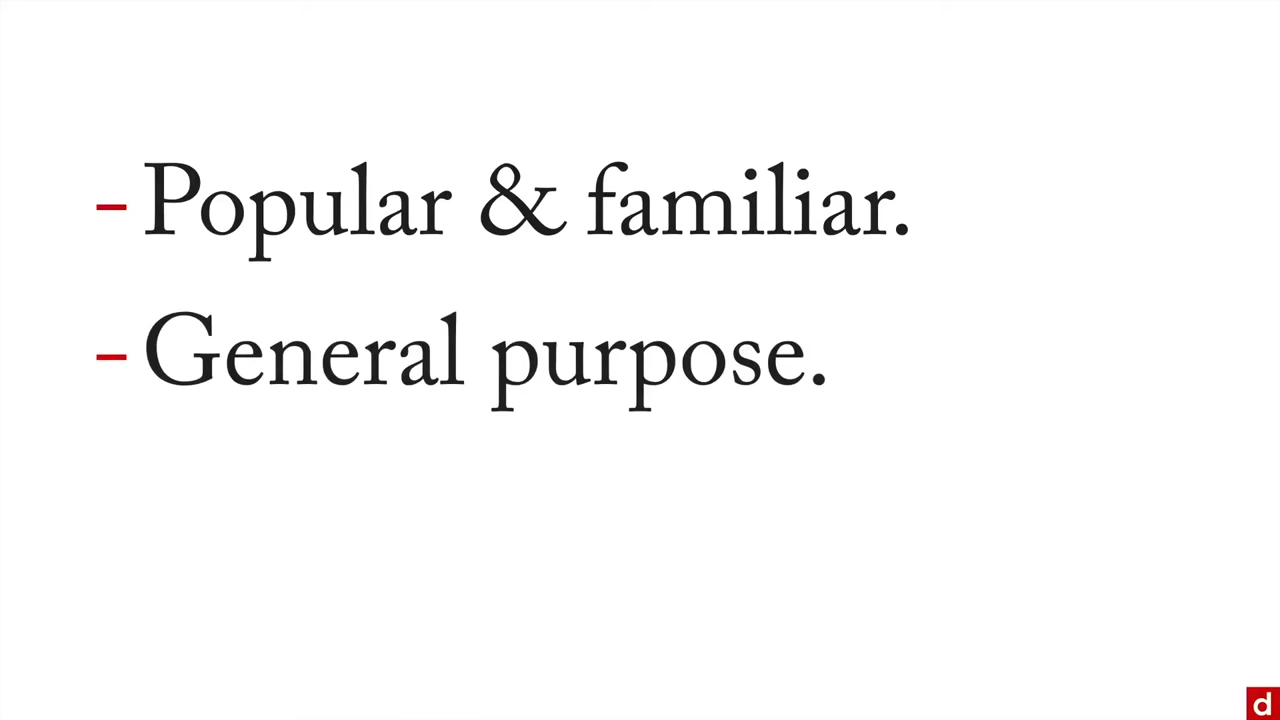 - Popular & familiar.
- General purpose.
d